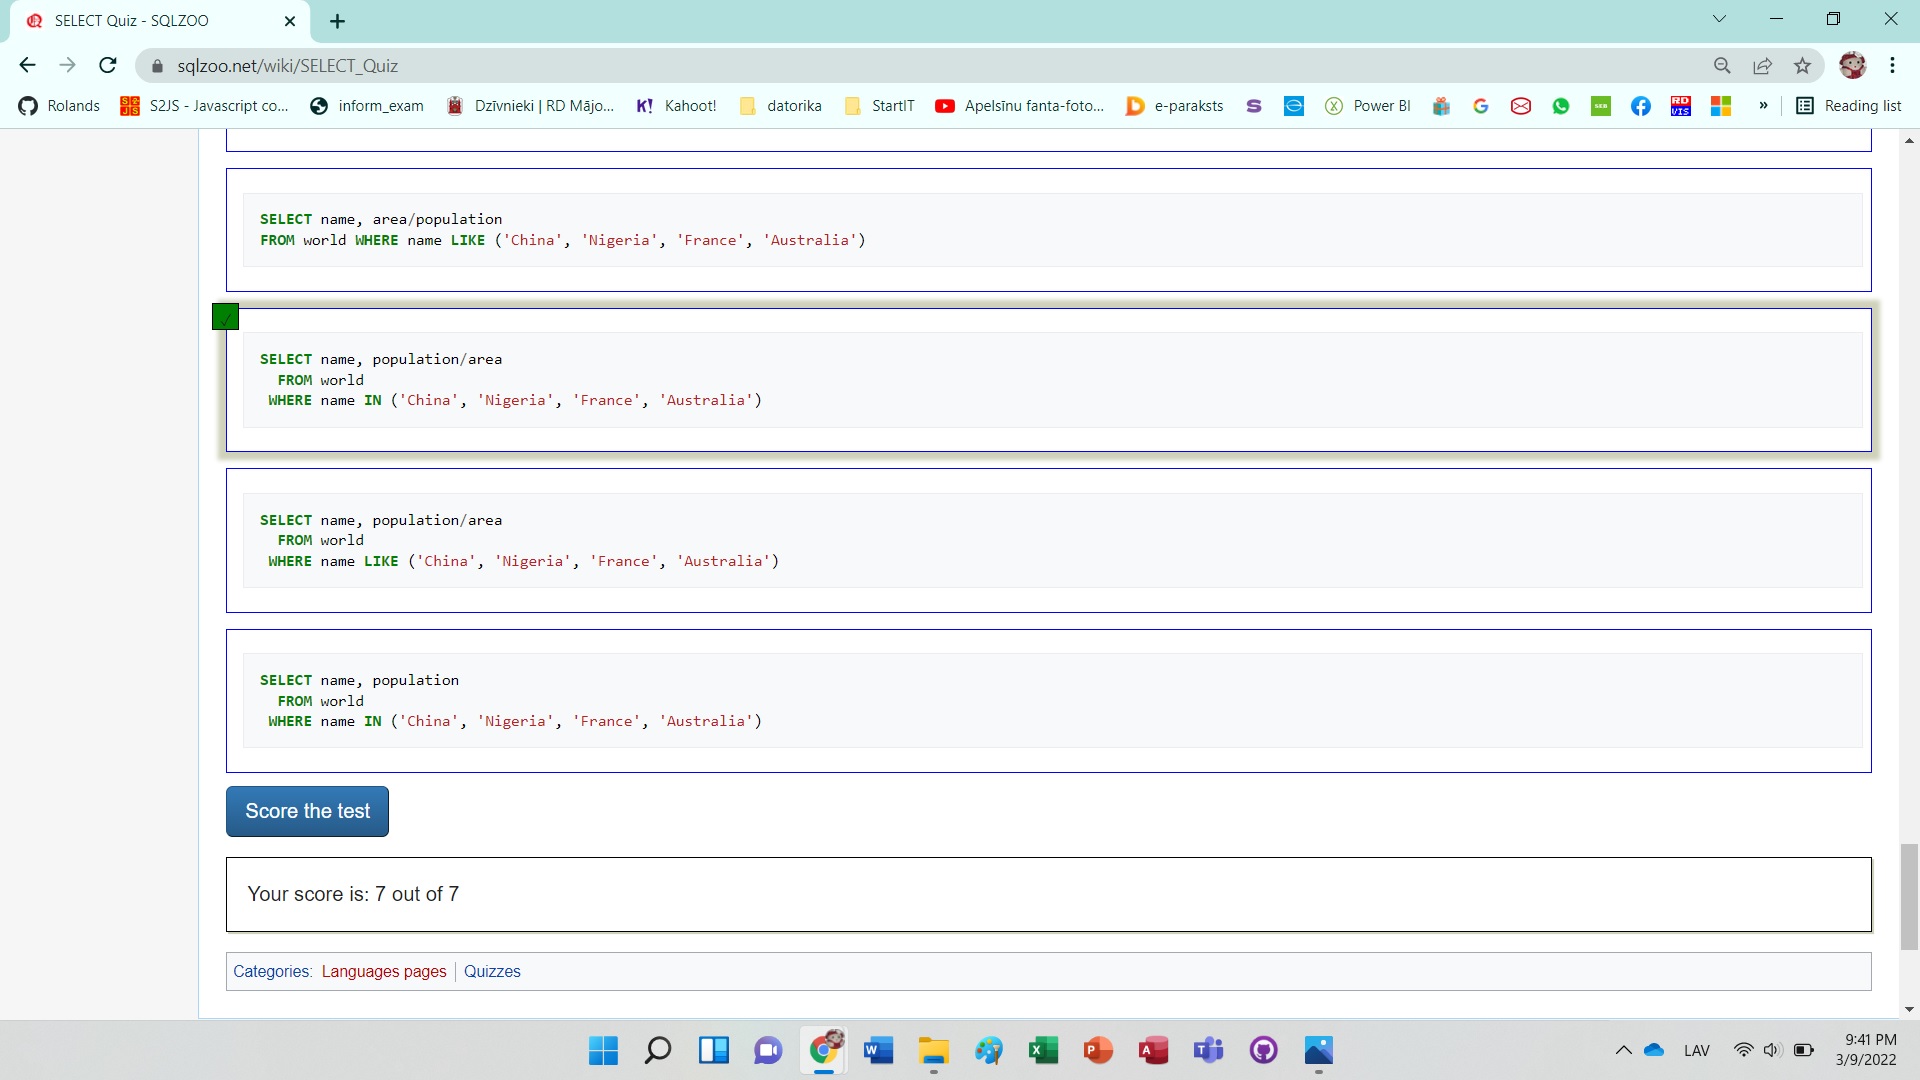 SELECT Quiz - SQLZOO
sqlzoo.net/wiki/SELECT_Quiz
Rolands
S2JS - Javascript co...
inform_exam
Dzīvnieki | RD Mājo...
K! Kahoot!
datorika
StartIT
Apelsīnu fanta-foto...
e-paraksts
Power BI
»
Reading list
SELECT name, area/population
FROM world WHERE name LIKE ('China', 'Nigeria', 'France', 'Australia')
SELECT name, population/area
FROM world
WHERE name IN ('China', 'Nigeria', 'France', 'Australia')
SELECT name, population/area
FROM world
WHERE name LIKE ('China', 'Nigeria', 'France', 'Australia')
SELECT name, population
FROM world
WHERE name IN ('China', 'Nigeria', 'France', 'Australia')
Score the test
Your score is: 7 out of 7
Categories: Languages pages | Quizzes
LAV
9:41 PM
3/9/2022